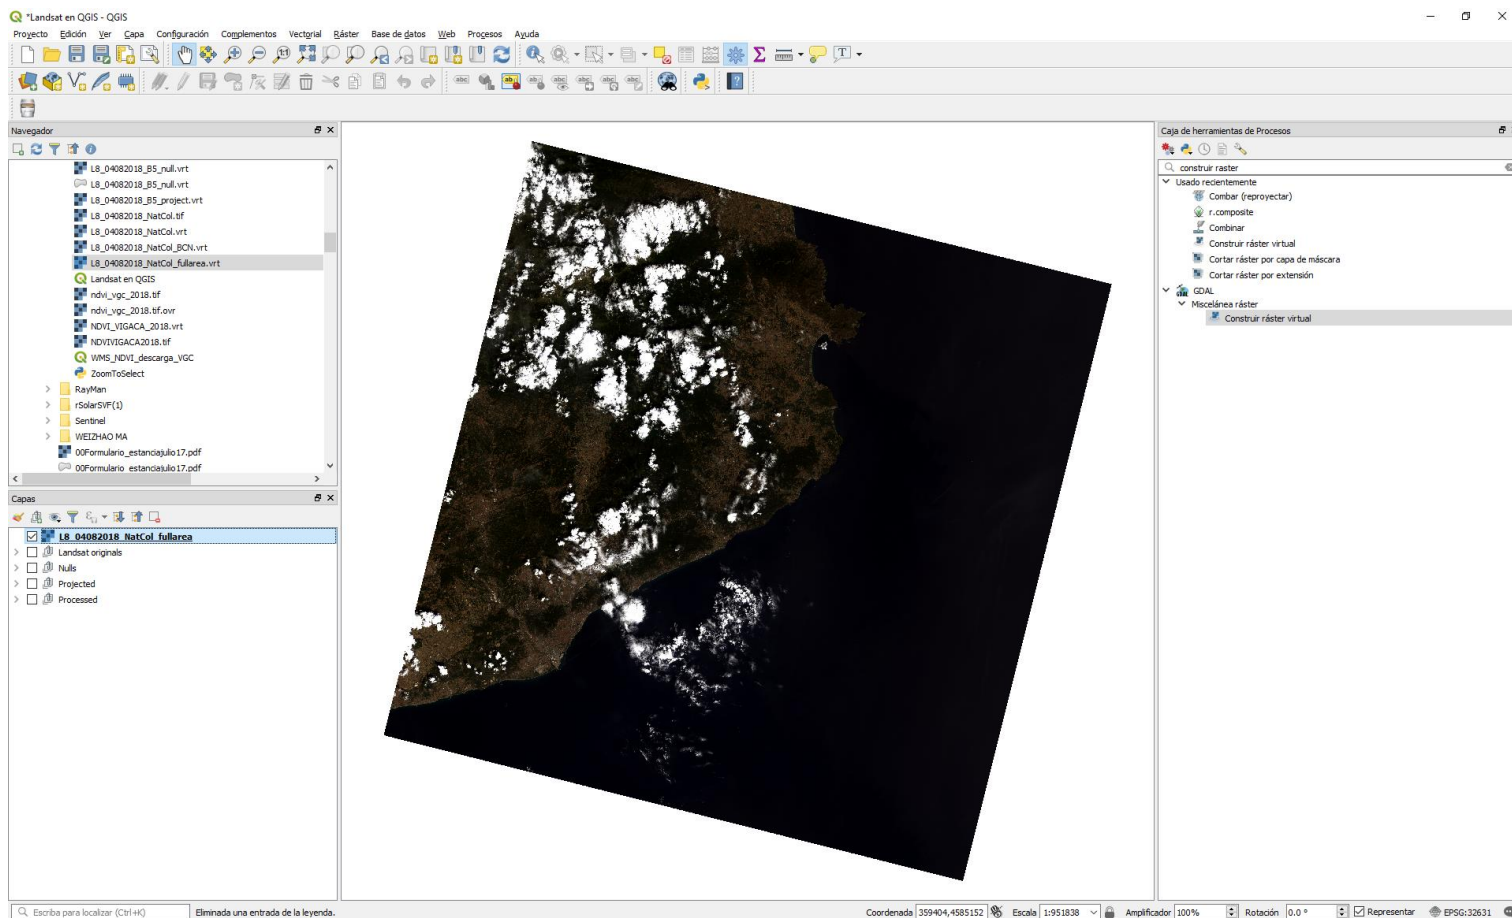 *Landsat en QGIS - QGIS
Proyecto Edición Ver Capa Configuración Complementos Vectorial Ráster Base de datos Web Procesos Ayuda
Navegador
L8_04082018_B5_null.vrt
L8_04082018_B5_null.vrt
L8_04082018_B5_project.vrt
L8_04082018_NatCol.tif
L8_04082018_NatCol.vrt
L8_04082018_NatCol_BCN.vrt
L8_04082018_NatCol_fullarea.vrt
Landsat en QGIS
ndvi_vgc_2018.tif
ndvi_vgc_2018.tif.ovr
NDVI_VIGACA_2018.vrt
NDVIVIGACA2018.tif
WMS_NDVI_descarga_VGC
ZoomToSelect
RayMan
rSolarSVF(1)
Sentinel
WEIZHAO MA
00Formulario_estanciajulio17.pdf
00Formulario_estanciajulio17.pdf
Capas
L8_04082018_NatCol_fullarea
Landsat originals
Nulls
Projected
Processed
Caja de herramientas de Procesos
construir raster
Usado recientemente
Combar (reproyectar)
r.composite
Combinar
Construir ráster virtual
Cortar ráster por capa de máscara
Cortar ráster por extensión
GDAL
Miscelánea ráster
Construir ráster virtual
Escriba para localizar (Ctrl+K) Eliminada una entrada de la leyenda. Coordenada 359404,4585152 Escala 1:951838 Amplificador 100% Rotación 0.0 ° Representar EPSG:32631